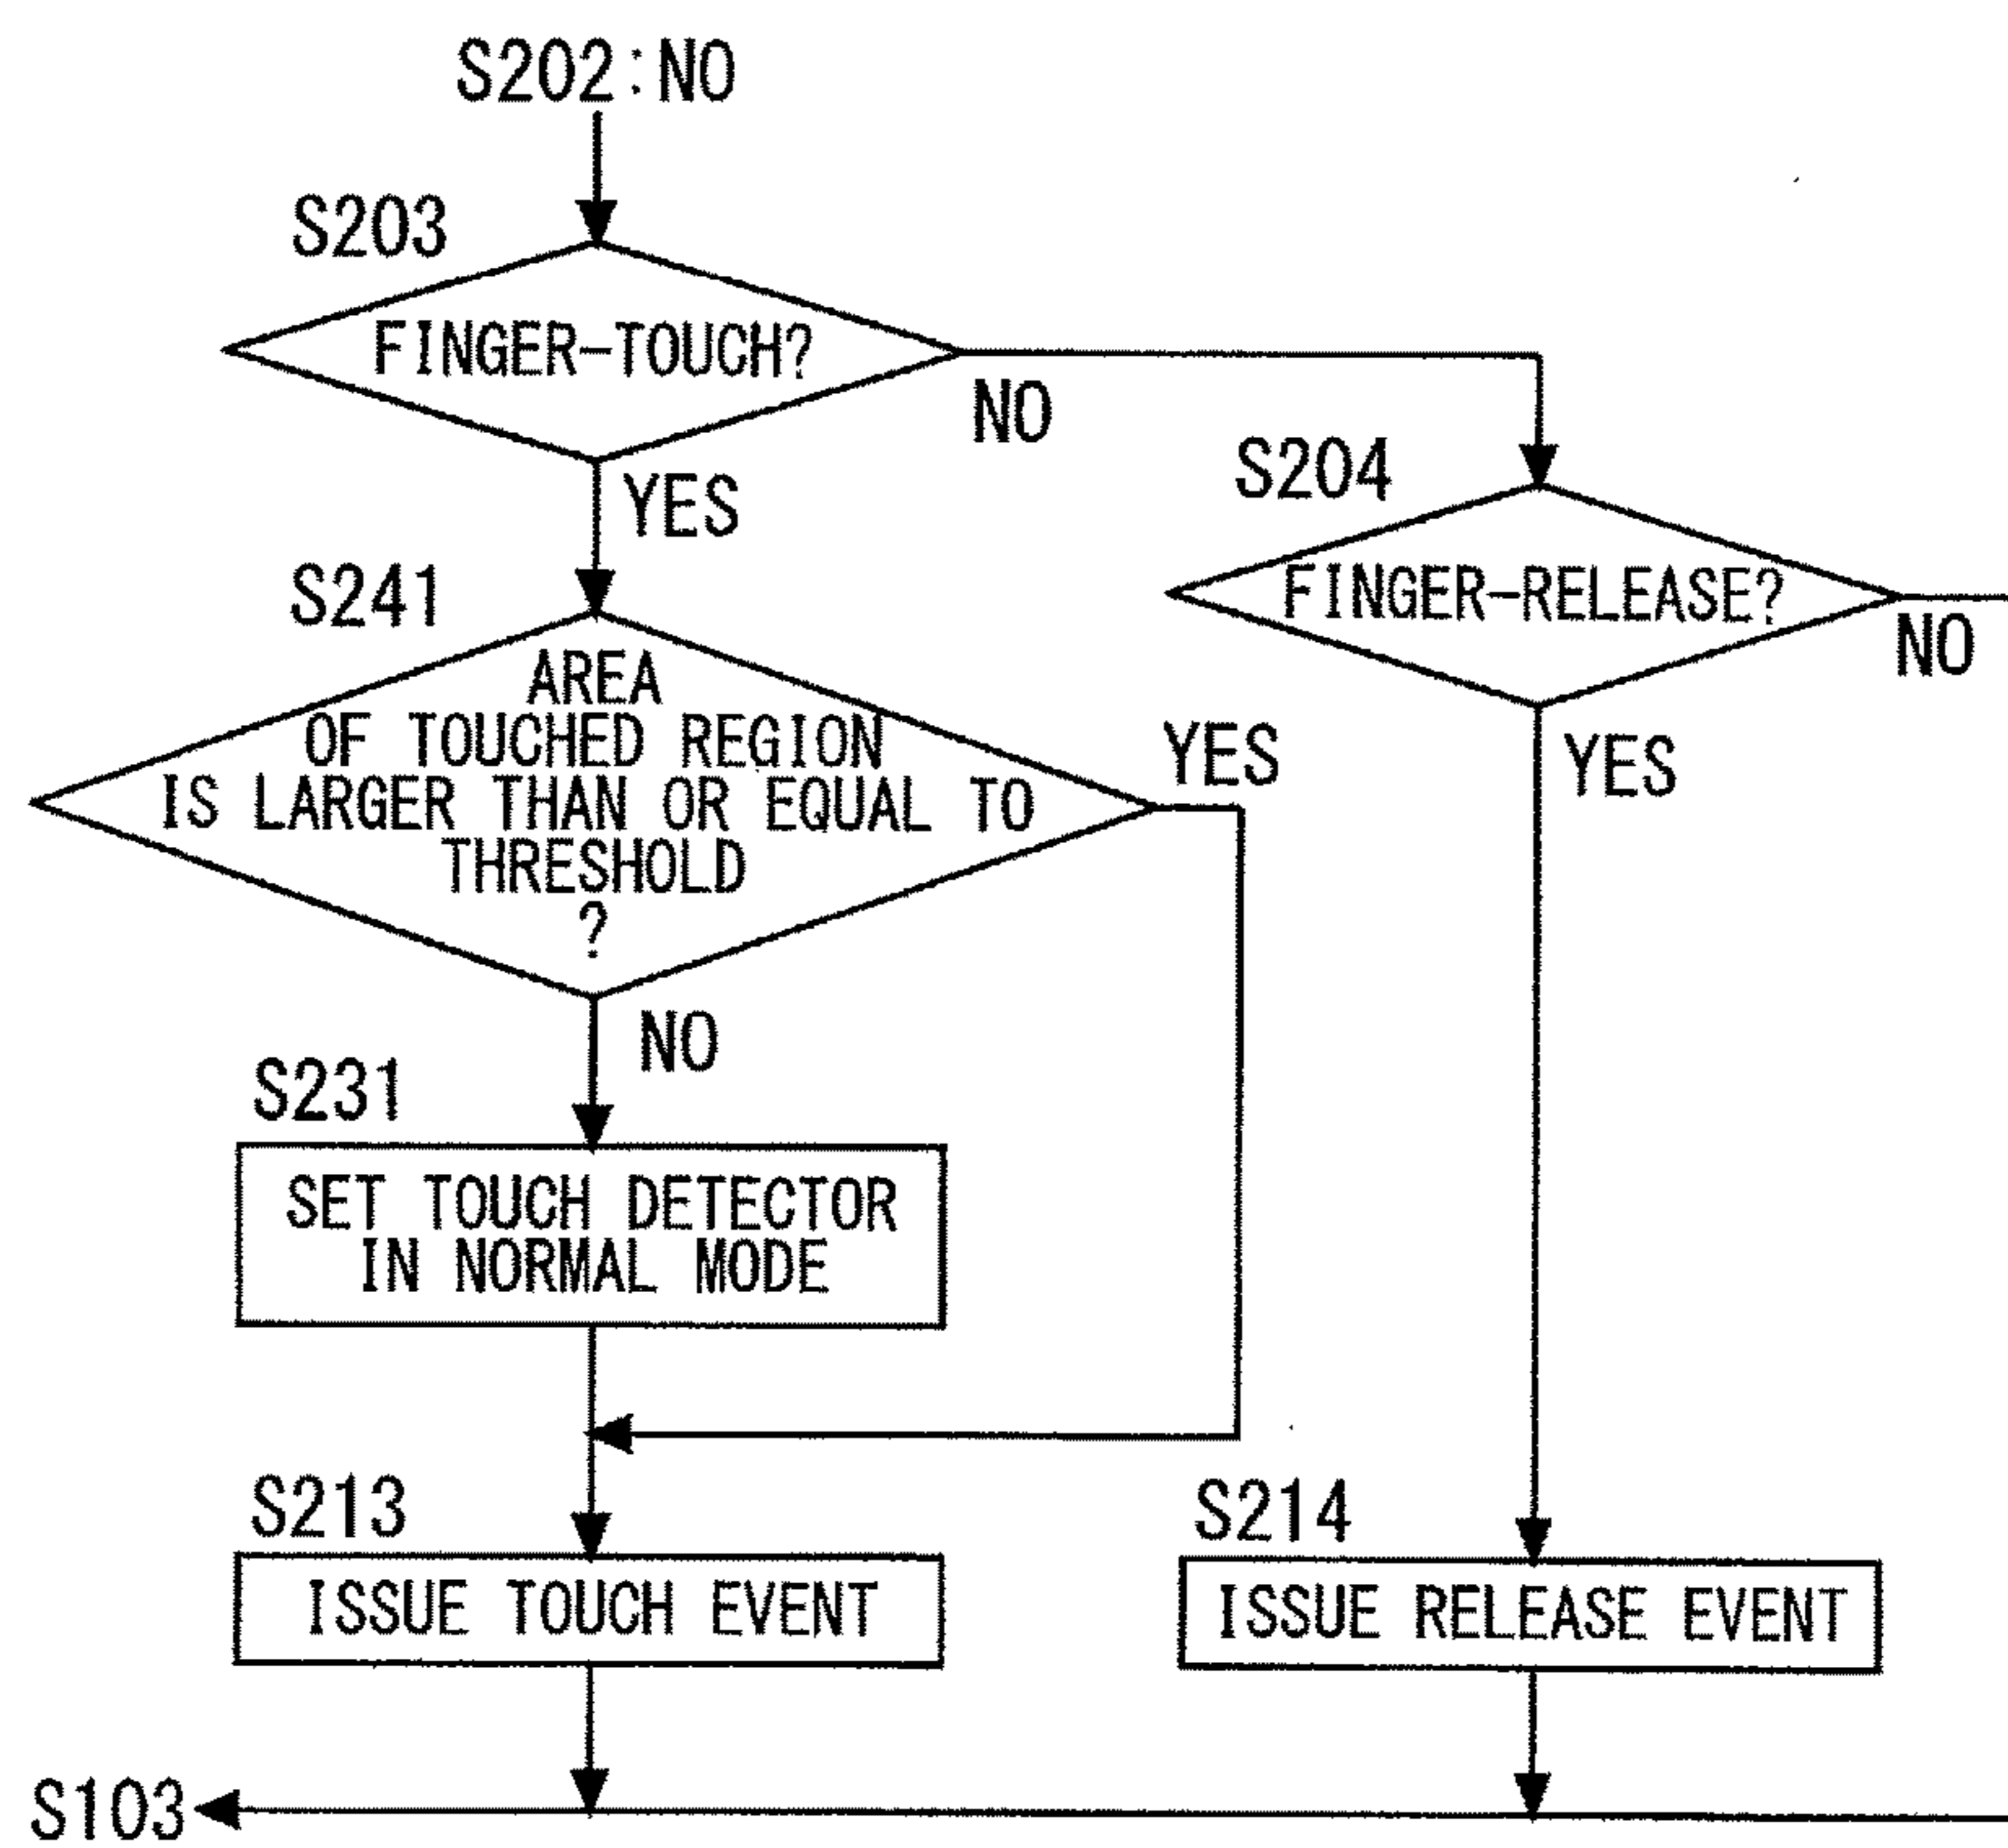 S202:NO
S203
FINGER-TOUCH?
NO
YES
S204
FINGER-RELEASE?
NO
YES
S241
AREA
OF TOUCHED REGION
IS LARGER THAN OR EQUAL TO
THRESHOLD
?
YES
NO
S231
SET TOUCH DETECTOR
IN NORMAL MODE
S213
ISSUE TOUCH EVENT
S214
ISSUE RELEASE EVENT
S103